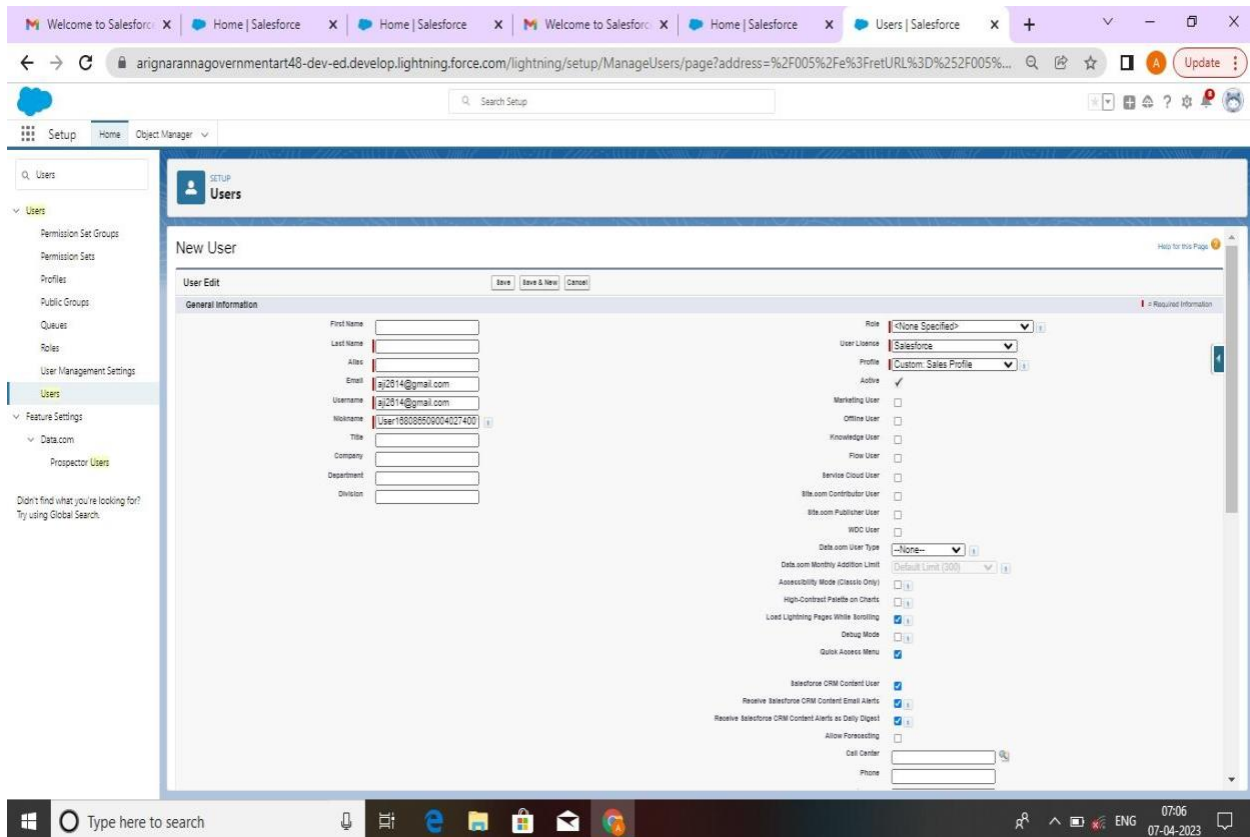 Welcome to Salesforc
Home | Salesforce
Home | Salesforce
Welcome to Salesforc
Home | Salesforce
Users | Salesforce
arignarannagovernmentart48-dev-ed.develop.lightning.force.com/lightning/setup/ManageUsers/page?address=%2F005%2Fe%3FretURL%3D%252F005%...
A
Update
Search Setup
Setup
Home
Object Manager
Users
SETUP
Users
Users
Permission Set Groups
Permission Sets
Profiles
Public Groups
Queues
Roles
User Management Settings
Users
Feature Settings
Data.com
Prospector Users
Didn't find what you're looking for?
Try using Global Search.
New User
Help for this Page
User Edit
Save
Save & New
Cancel
General Information
= Required Information
First Name
Last Name
Alias
Email aji2614@gmail.com
Username aji2614@gmail.com
Nickname User168086509004027400
Title
Company
Department
Division
Role <None Specified>
User License Salesforce
Profile Custom: Sales Profile
Active
Marketing User
Offline User
Knowledge User
Flow User
Service Cloud User
Site.com Contributor User
Site.com Publisher User
WDC User
Data.com User Type --None--
Data.com Monthly Addition Limit Default Limit (300)
Accessibility Mode (Classic Only)
High-Contrast Palette on Charts
Load Lightning Pages While Scrolling
Debug Mode
Quick Access Menu
Salesforce CRM Content User
Receive Salesforce CRM Content Email Alerts
Receive Salesforce CRM Content Alerts as Daily Digest
Allow Forecasting
Call Center
Phone
Type here to search
ENG
07:06
07-04-2023